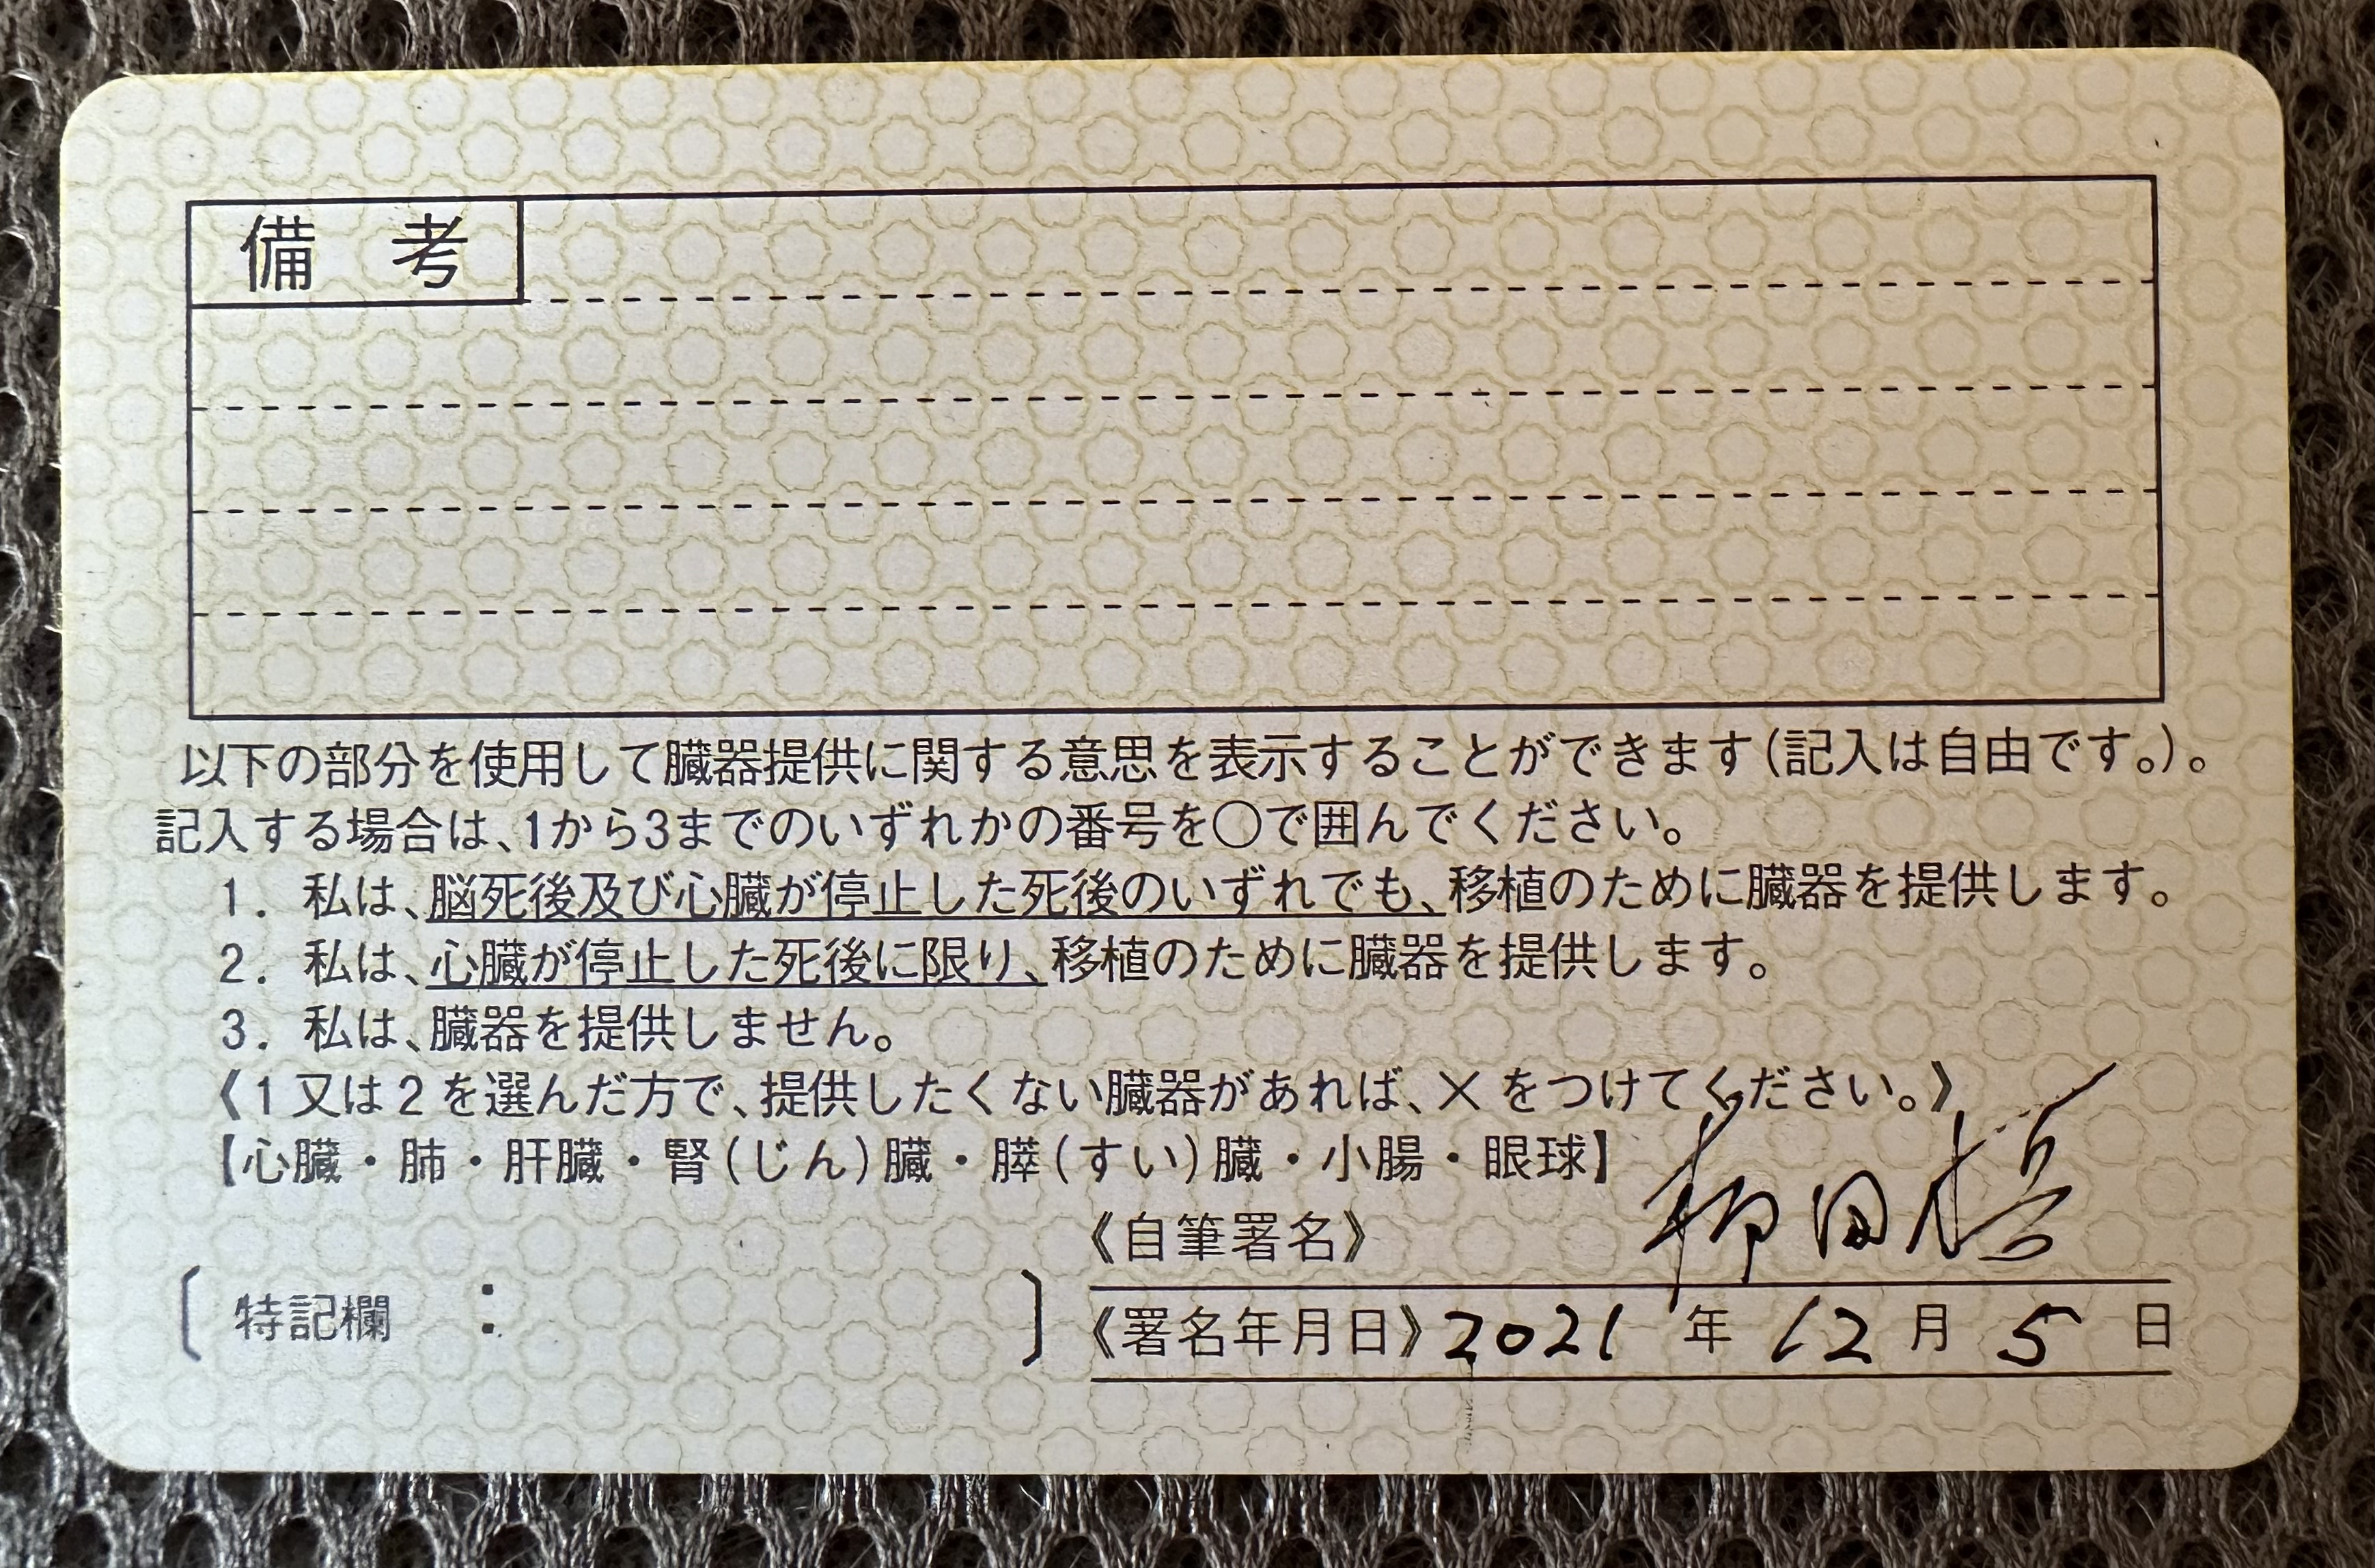 備 考
以下の部分を使用して臓器提供に関する意思を表示することができます(記入は自由です。)。
記入する場合は、1から3までのいずれかの番号を○で囲んでください。
1. 私は、脳死後及び心臓が停止した死後のいずれでも、移植のために臓器を提供します。
2. 私は、心臓が停止した死後に限り、移植のために臓器を提供します。
3. 私は、臓器を提供しません。
《1又は2を選んだ方で、提供したくない臓器があれば、×をつけてください。》
【心臓・肺・肝臓・腎(じん)臓・膵(すい)臓・小腸・眼球】
《自筆署名》 柳田
〔特記欄 : 〕
《署名年月日》2021年12月5日